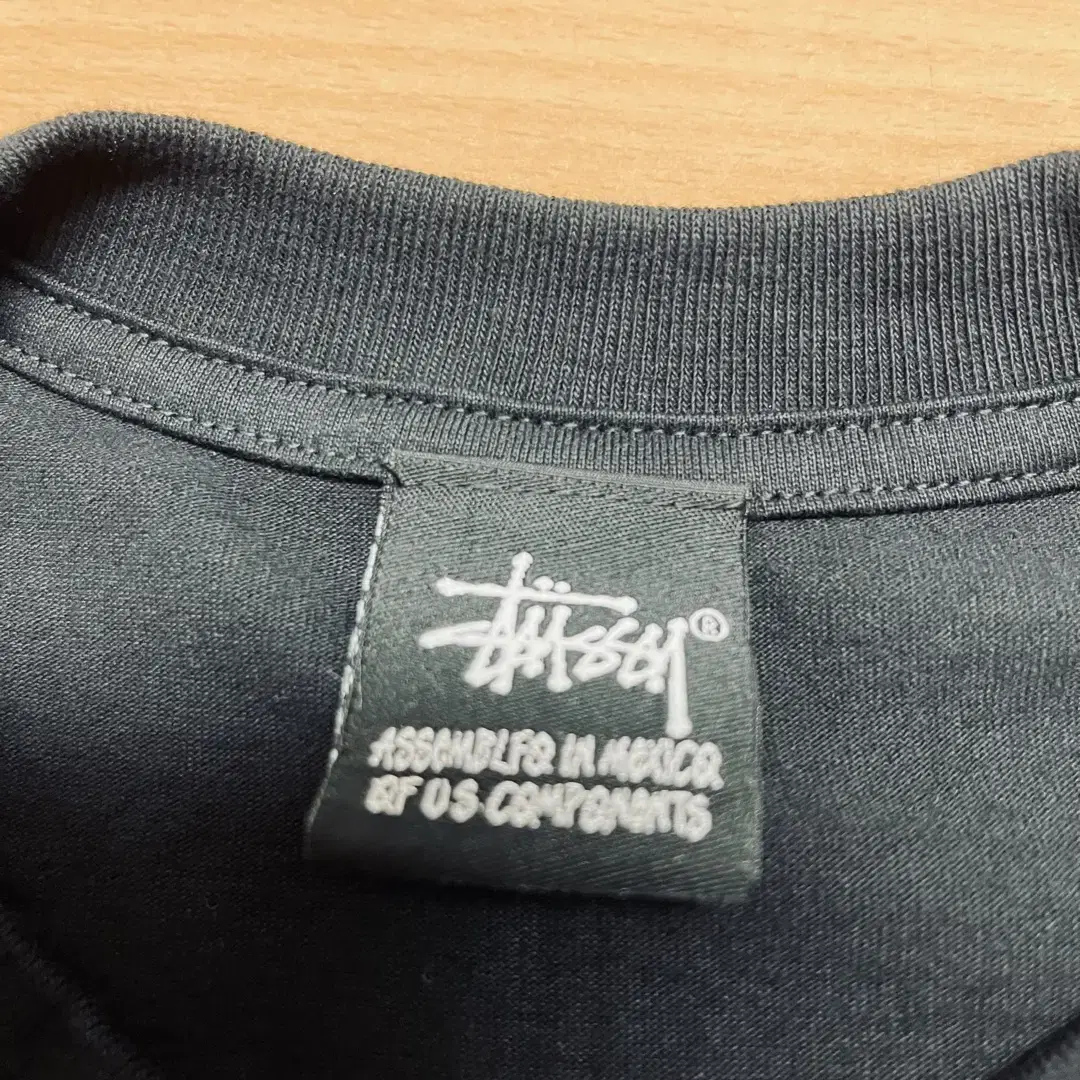 Stüssy®
ASSEMBLED IN MEXICO.
OF U.S. COMPONENTS